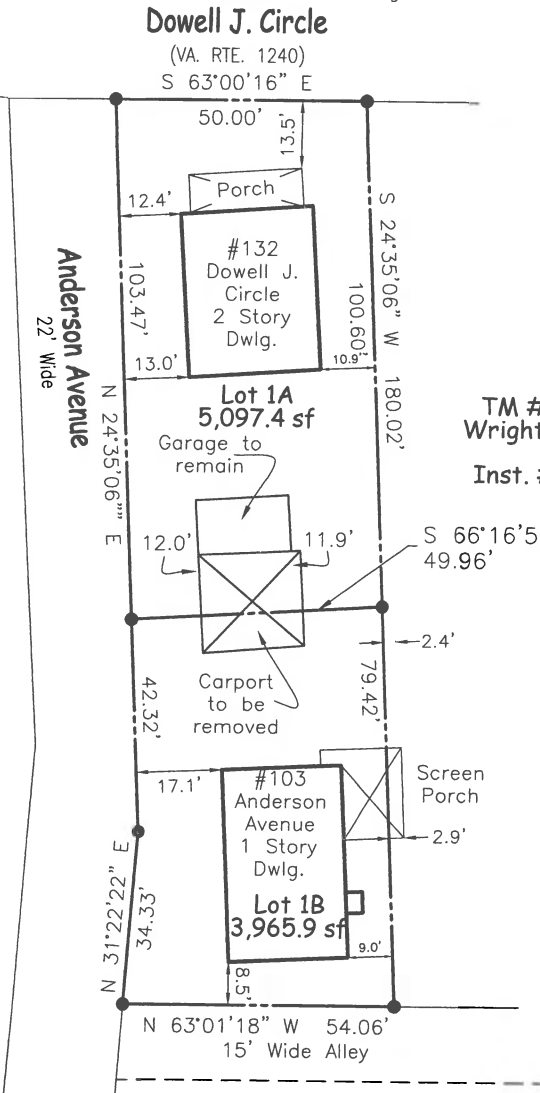 Dowell J. Circle
(VA. RTE. 1240)
S 63°00'16" E
50.00'
13.5'
Porch
12.4'
#132
Dowell J.
Circle
2 Story
Dwlg.
S 24°35'06" W 180.02'
100.60'
103.47'
Anderson Avenue
22' Wide
N 24°35'06"" E
13.0'
10.9'
Lot 1A
5,097.4 sf
TM #
Wright
Inst.
Garage to
remain
12.0'
11.9'
S 66°16'5
49.96'
2.4'
42.32'
79.42'
Carport
to be
removed
17.1'
#103
Anderson
Avenue
1 Story
Dwlg.
Screen
Porch
2.9'
Lot 1B
3,965.9 sf
N 31°22'22" E
34.33'
9.0'
8.5'
N 63°01'18" W 54.06'
15' Wide Alley